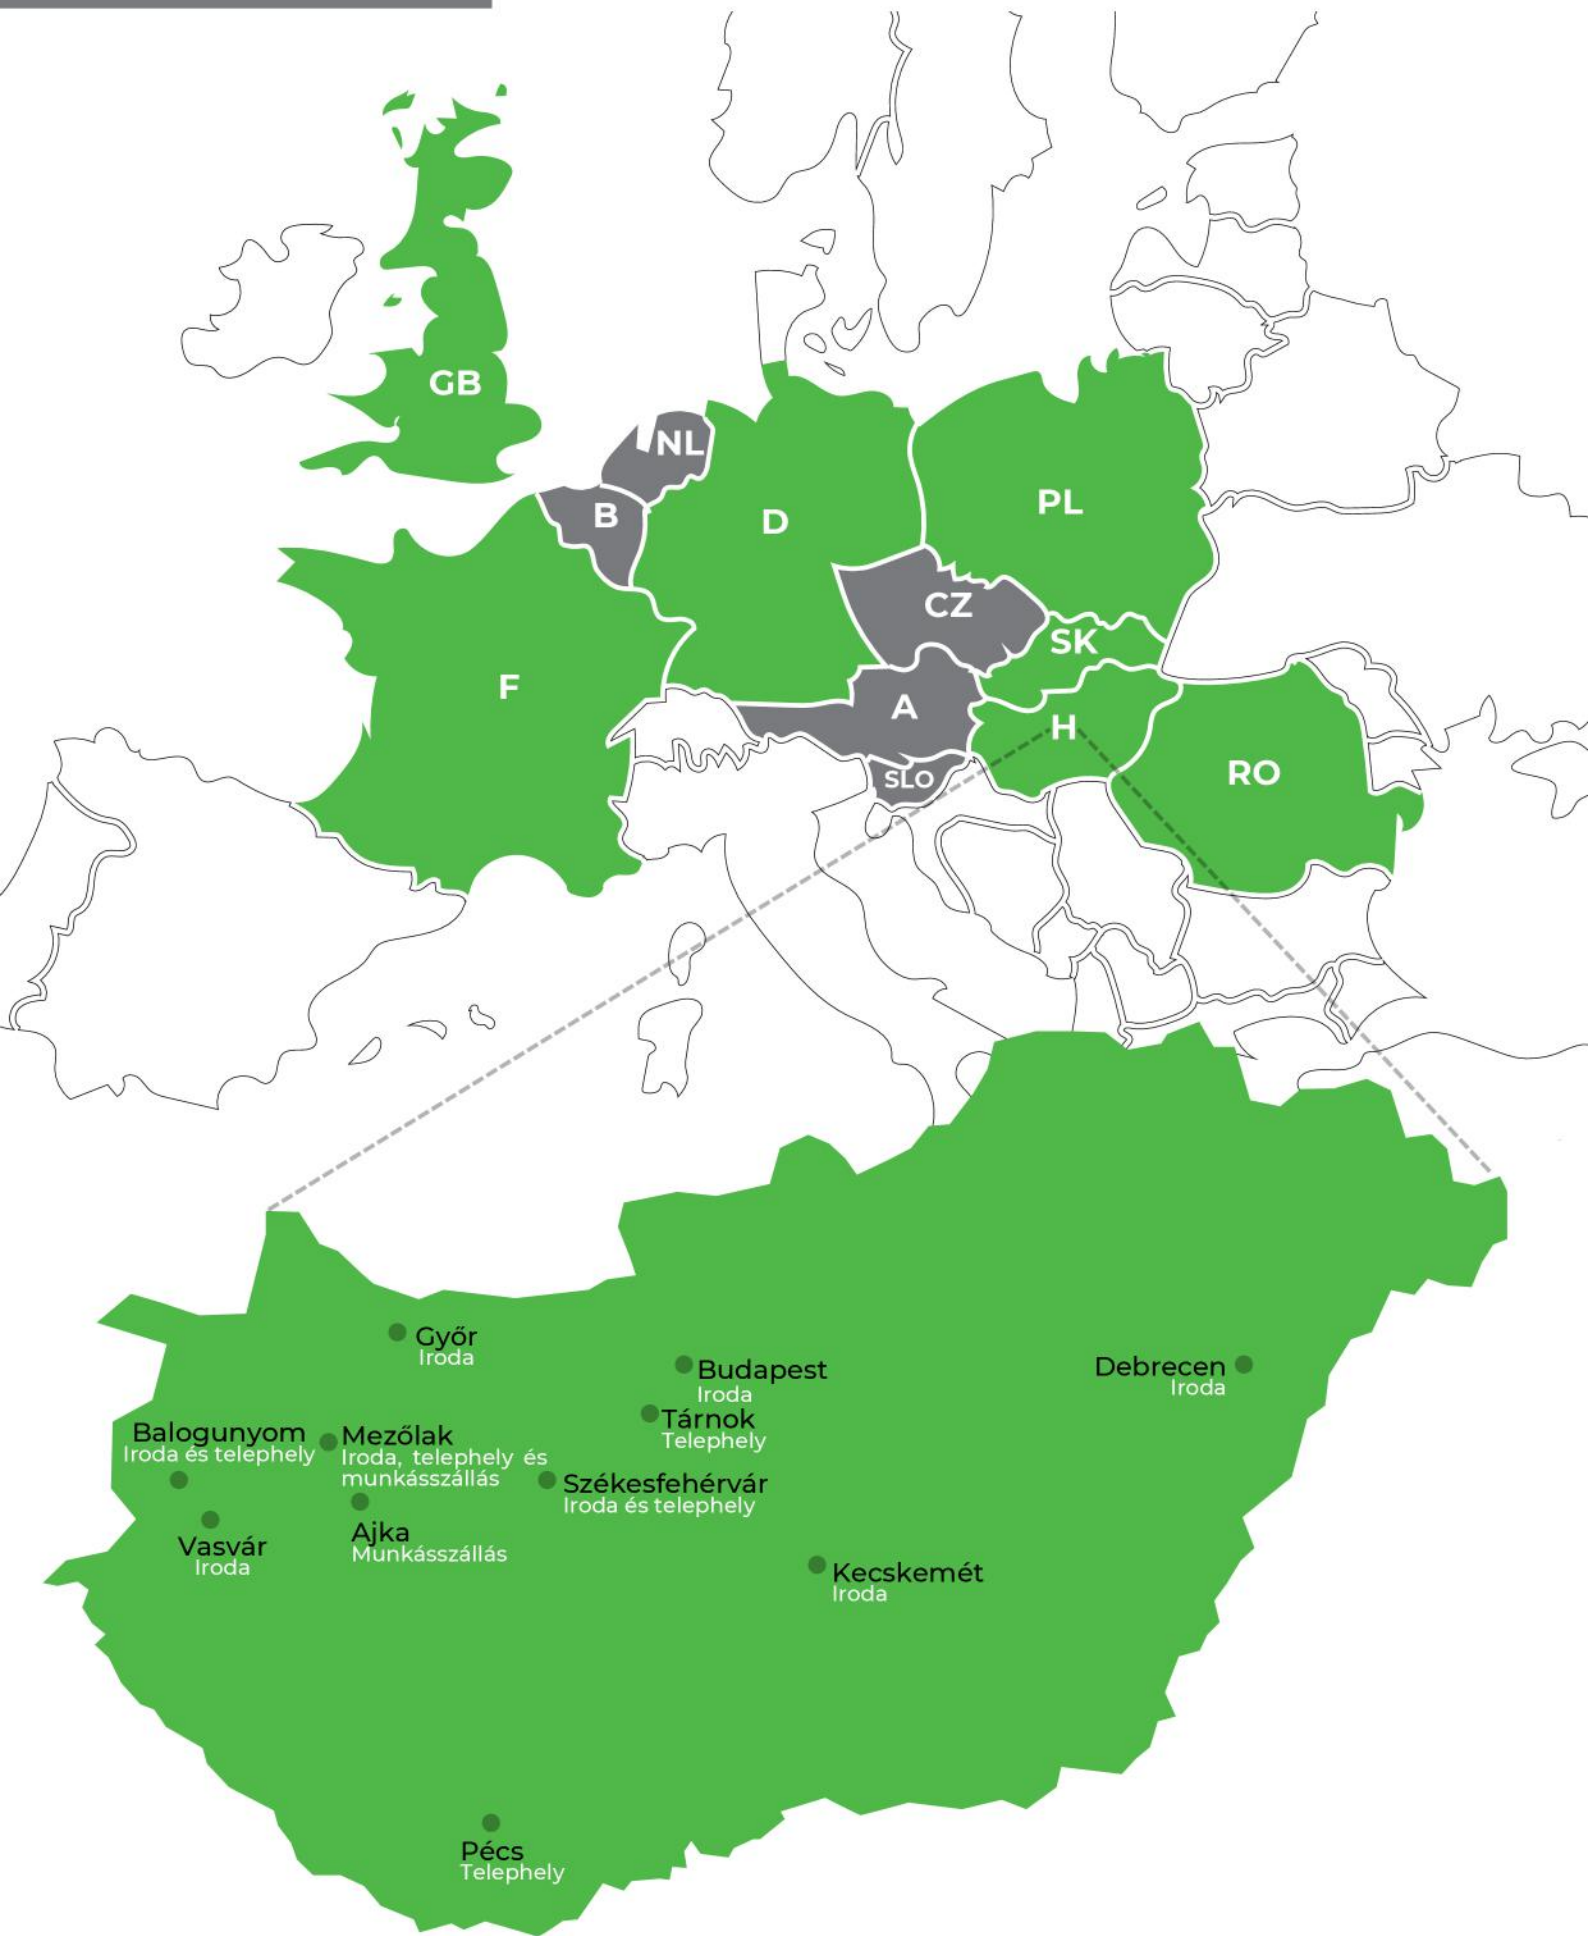 GB
NL
B
D
PL
CZ
SK
F
A
H
SLO
RO
Győr
Iroda
Budapest
Iroda
Debrecen
Iroda
Tárnok
Telephely
Balogunyom
Iroda és telephely
Mezőlak
Iroda, telephely és
munkásszállás
Székesfehérvár
Iroda és telephely
Ajka
Munkásszállás
Vasvár
Iroda
Kecskemét
Iroda
Pécs
Telephely